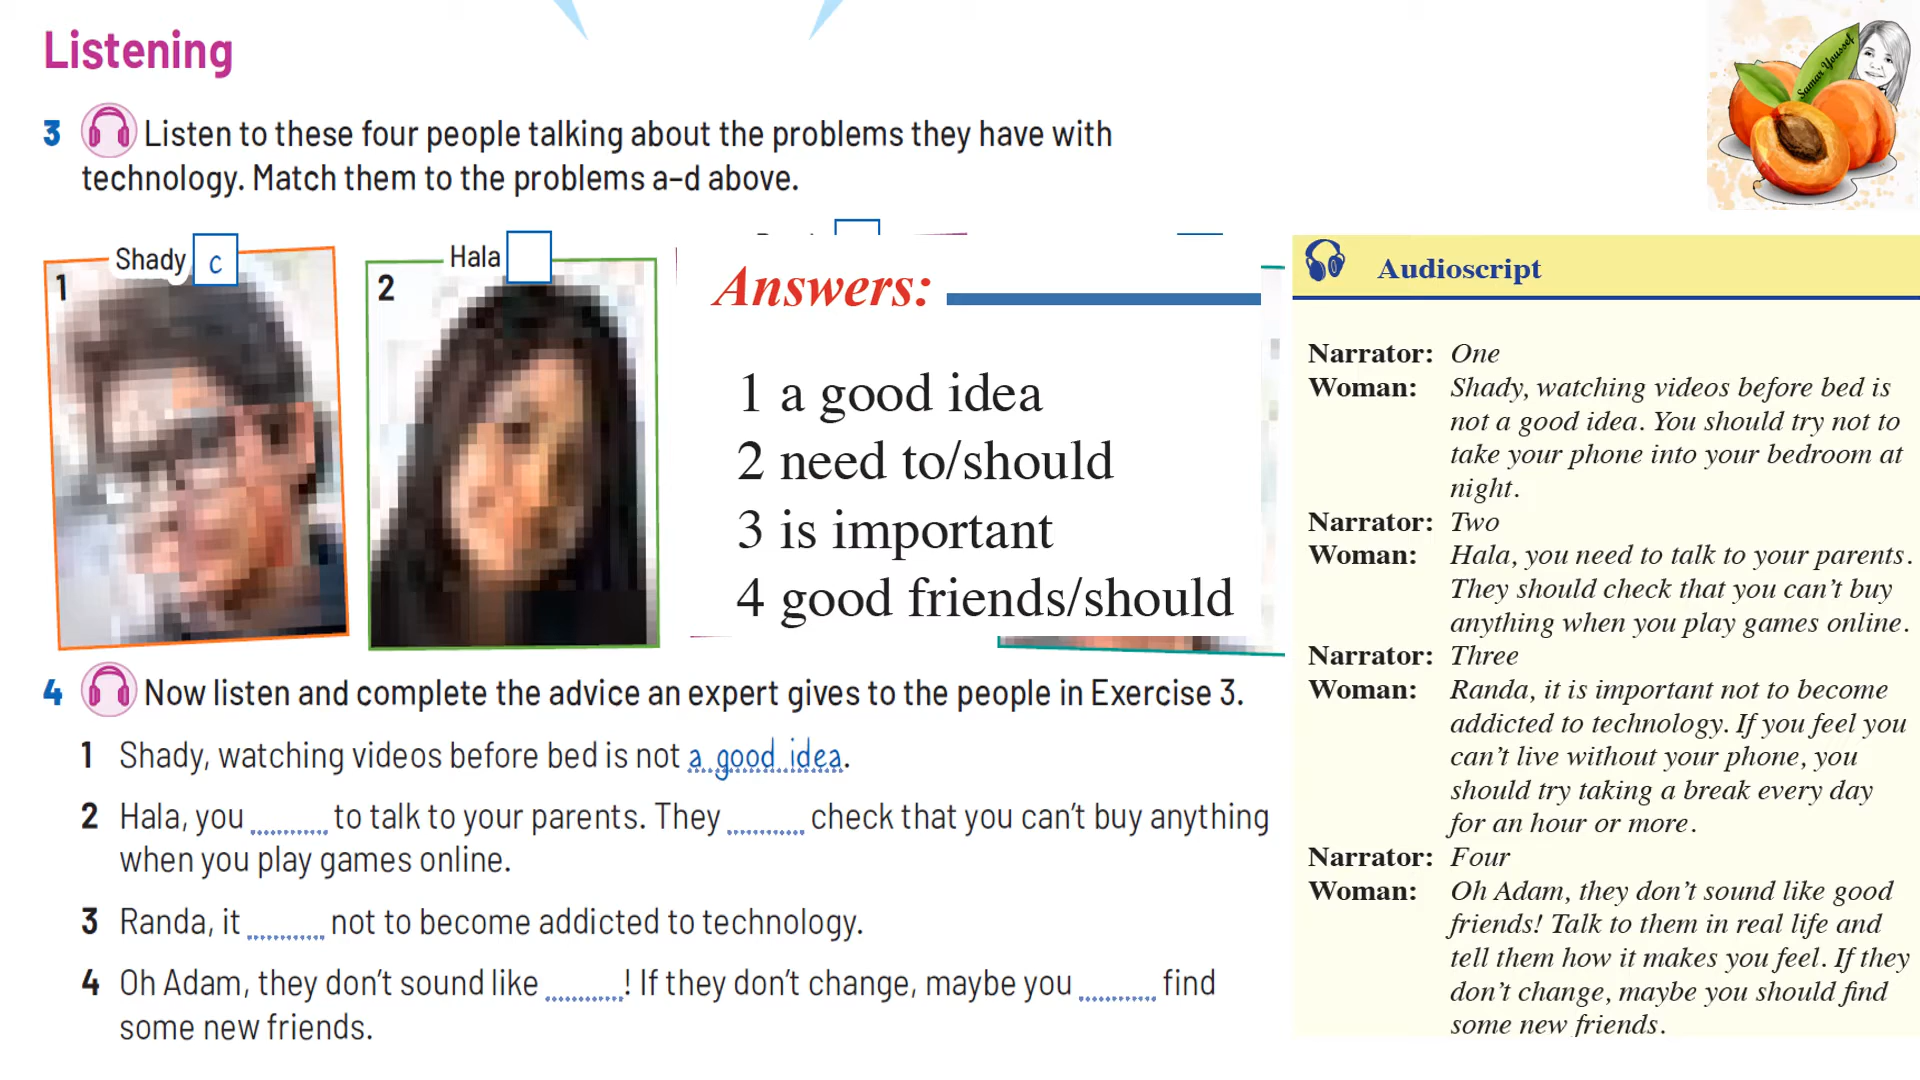 Listening
3 Listen to these four people talking about the problems they have with
technology. Match them to the problems a–d above.
Samar Youssef
1 Shady c
2 Hala
Answers:
1 a good idea
2 need to/should
3 is important
4 good friends/should
4 Now listen and complete the advice an expert gives to the people in Exercise 3.
1 Shady, watching videos before bed is not a good idea.
2 Hala, you ......... to talk to your parents. They ......... check that you can’t buy anything
when you play games online.
3 Randa, it ......... not to become addicted to technology.
4 Oh Adam, they don’t sound like .........! If they don’t change, maybe you ......... find
some new friends.
Audioscript
Narrator: One
Woman: Shady, watching videos before bed is
not a good idea. You should try not to
take your phone into your bedroom at
night.
Narrator: Two
Woman: Hala, you need to talk to your parents.
They should check that you can’t buy
anything when you play games online.
Narrator: Three
Woman: Randa, it is important not to become
addicted to technology. If you feel you
can’t live without your phone, you
should try taking a break every day
for an hour or more.
Narrator: Four
Woman: Oh Adam, they don’t sound like good
friends! Talk to them in real life and
tell them how it makes you feel. If they
don’t change, maybe you should find
some new friends.